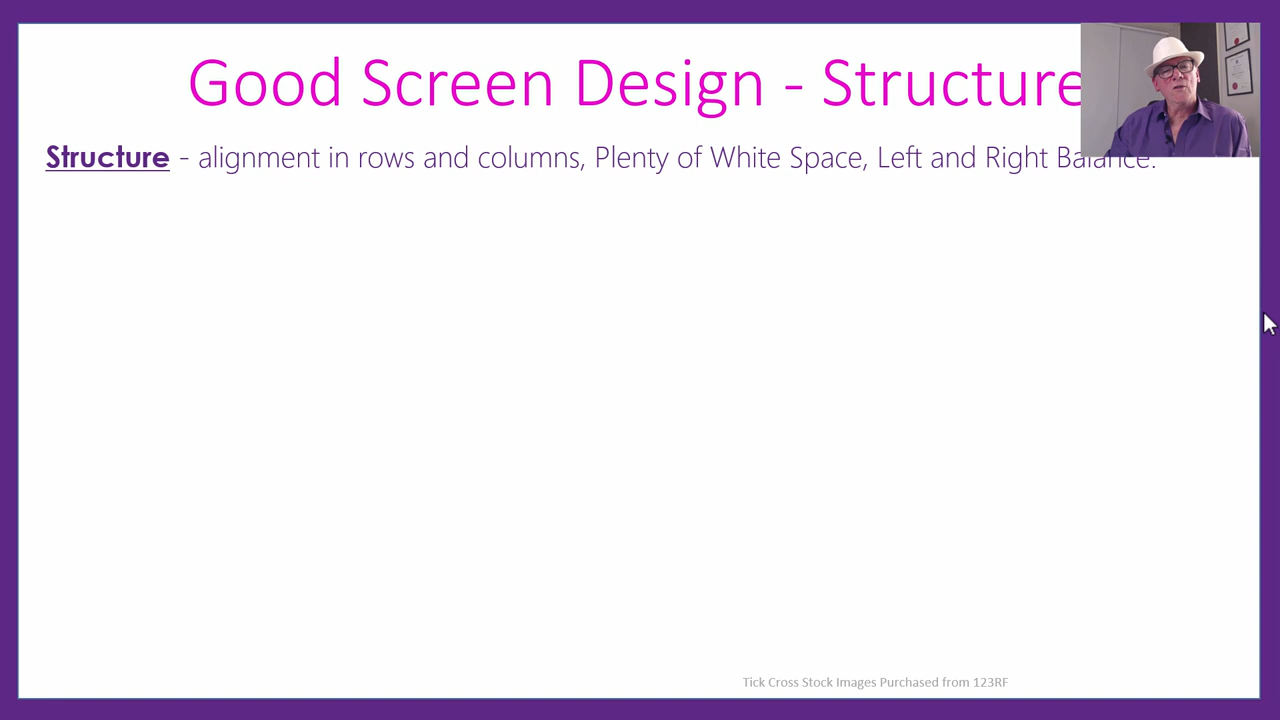 Good Screen Design - Structure
Structure - alignment in rows and columns, Plenty of White Space, Left and Right Balance.
Tick Cross Stock Images Purchased from 123RF